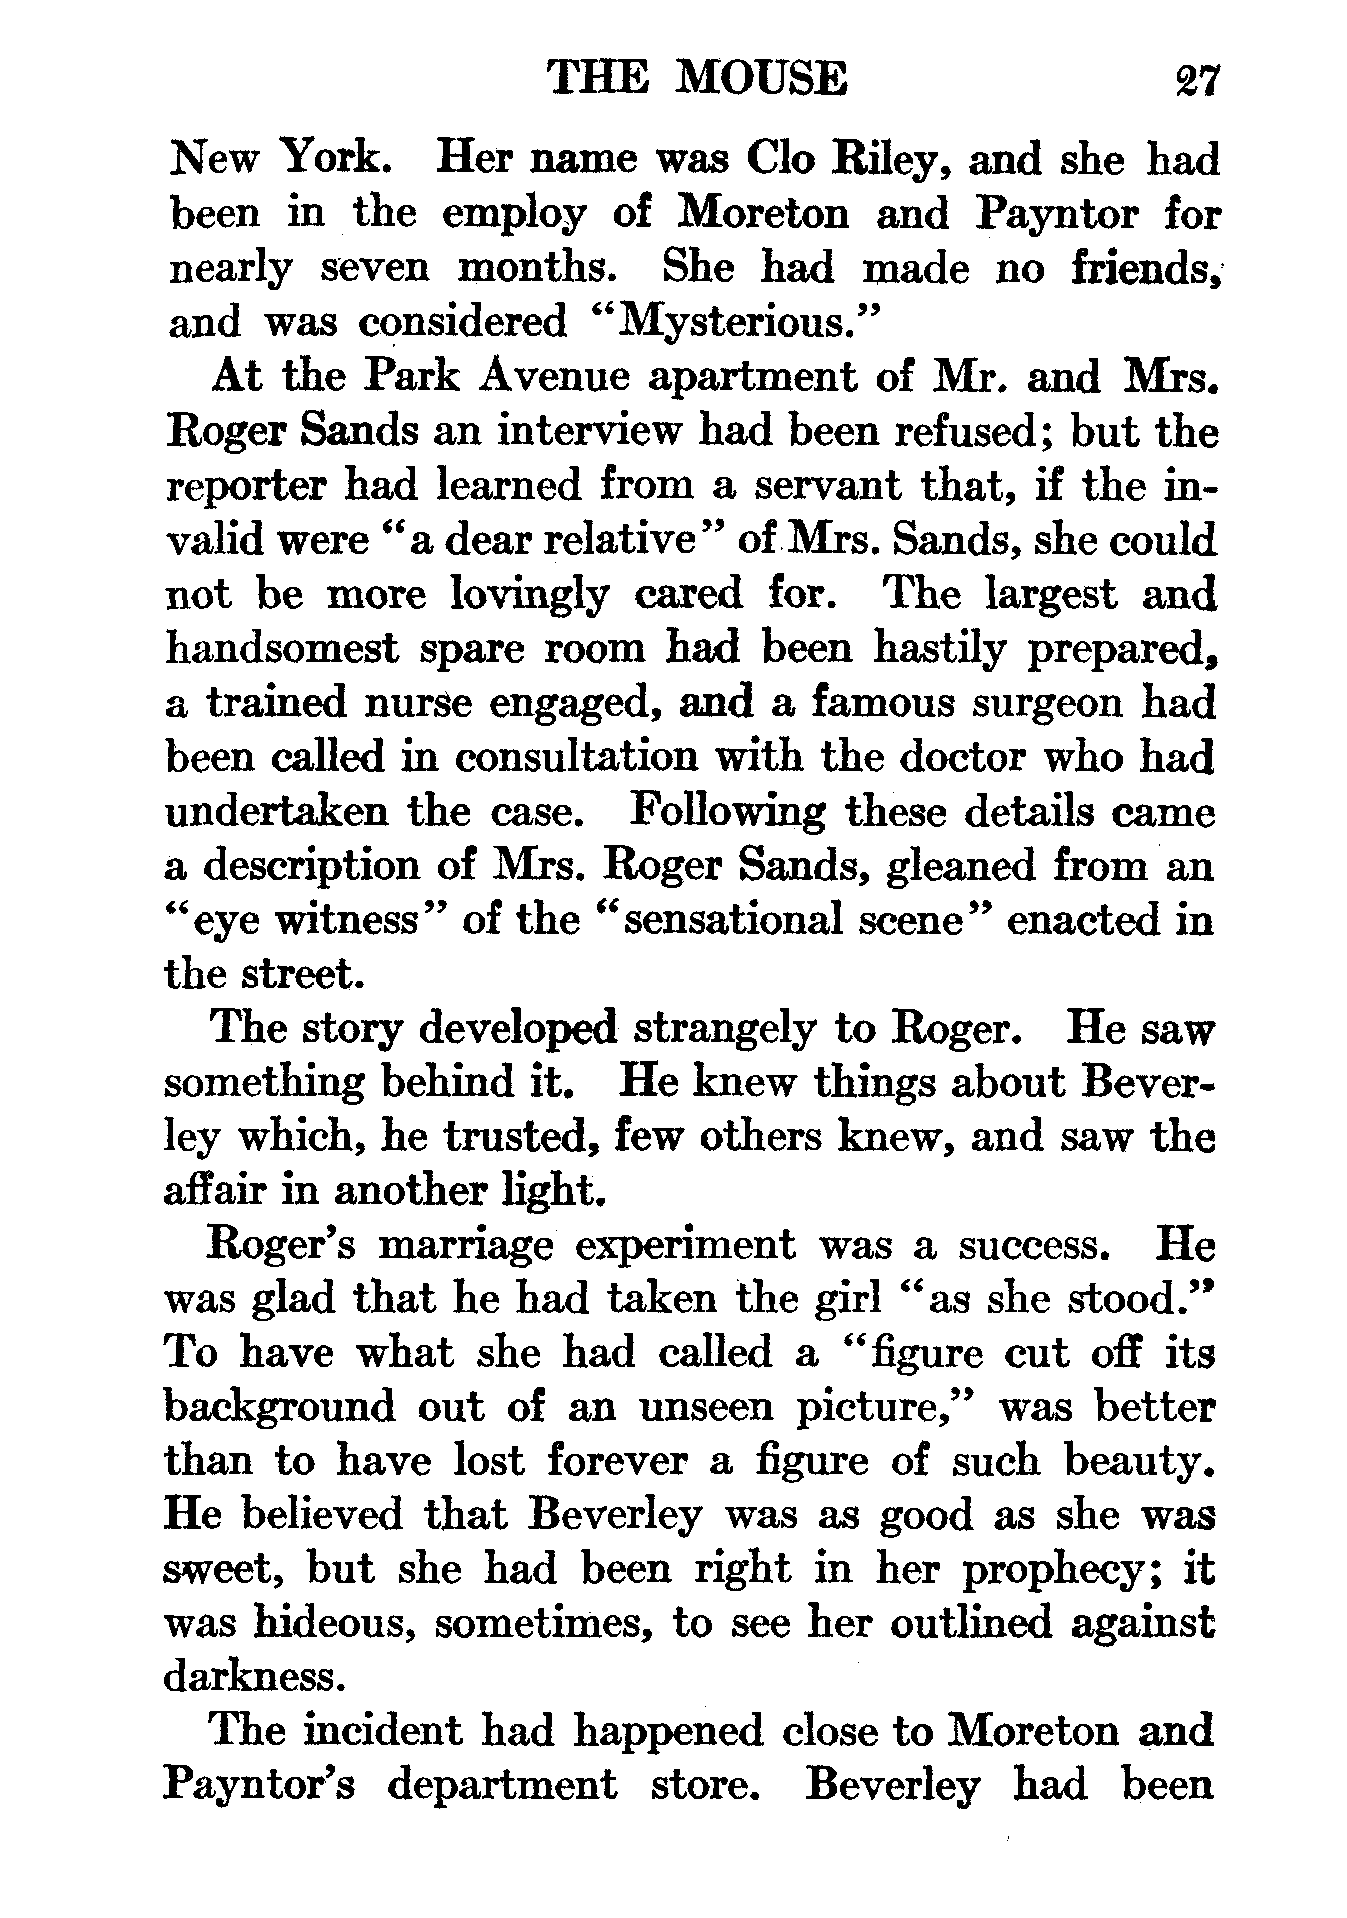 THE MOUSE 27
New York. Her name was Clo Riley, and she had
been in the employ of Moreton and Payntor for
nearly seven months. She had made no friends,
and was considered “Mysterious.”
At the Park Avenue apartment of Mr. and Mrs.
Roger Sands an interview had been refused; but the
reporter had learned from a servant that, if the in-
valid were “a dear relative” of Mrs. Sands, she could
not be more lovingly cared for. The largest and
handsomest spare room had been hastily prepared,
a trained nurse engaged, and a famous surgeon had
been called in consultation with the doctor who had
undertaken the case. Following these details came
a description of Mrs. Roger Sands, gleaned from an
“eye witness” of the “sensational scene” enacted in
the street.
The story developed strangely to Roger. He saw
something behind it. He knew things about Bever-
ley which, he trusted, few others knew, and saw the
affair in another light.
Roger’s marriage experiment was a success. He
was glad that he had taken the girl “as she stood.”
To have what she had called a “figure cut off its
background out of an unseen picture,” was better
than to have lost forever a figure of such beauty.
He believed that Beverley was as good as she was
sweet, but she had been right in her prophecy; it
was hideous, sometimes, to see her outlined against
darkness.
The incident had happened close to Moreton and
Payntor’s department store. Beverley had been